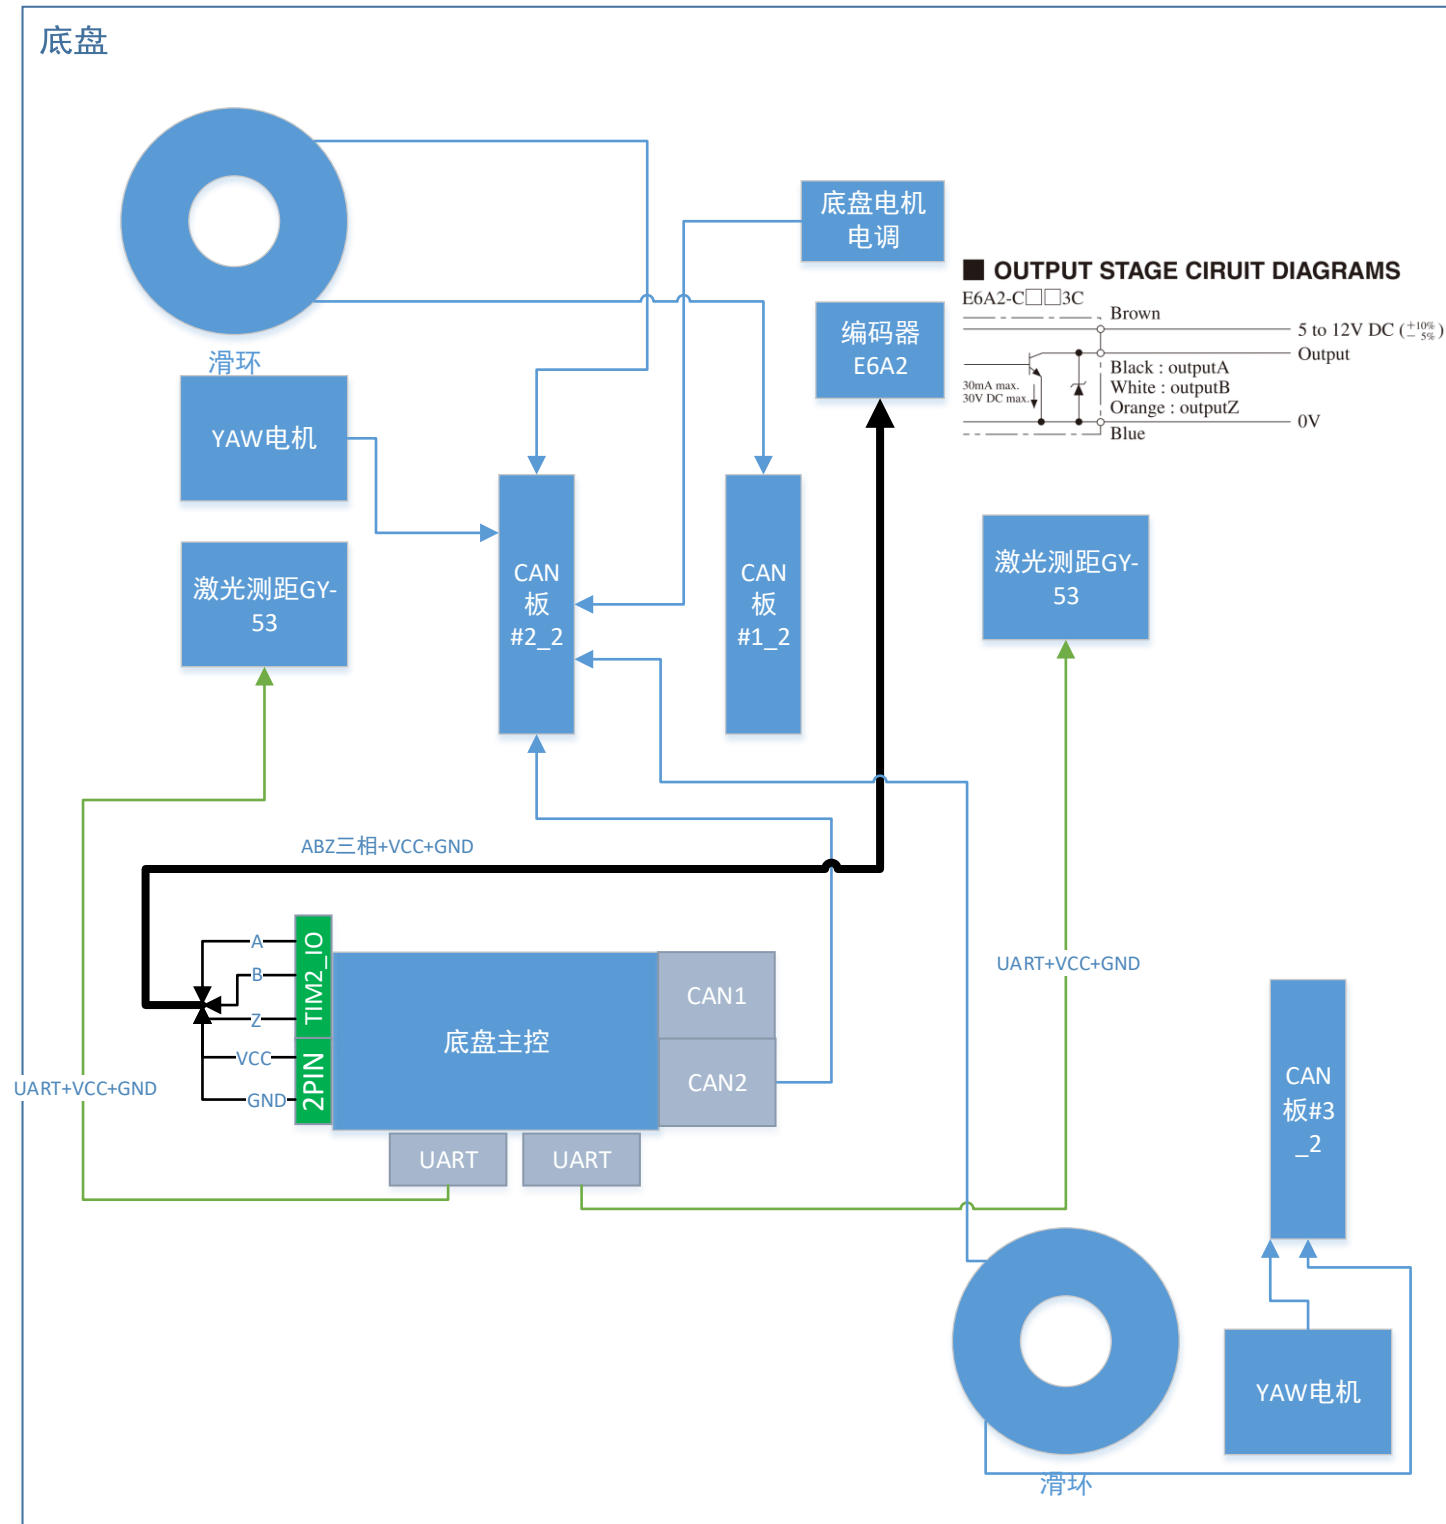 底盘
滑环
YAW电机
激光测距GY-
53
底盘电机
电调
编码器
E6A2
■ OUTPUT STAGE CIRUIT DIAGRAMS
E6A2-C□□3C
Brown
5 to 12V DC (+10% − 5%)
Output
Black : outputA
White : outputB
Orange : outputZ
30mA max.
30V DC max.
0V
Blue
CAN
板
#2_2
CAN
板
#1_2
激光测距GY-
53
ABZ三相+VCC+GND
A
B
Z
VCC
GND
TIM2_IO
2PIN
底盘主控
CAN1
CAN2
UART
UART
UART+VCC+GND
UART+VCC+GND
CAN
板#3
_2
YAW电机
滑环